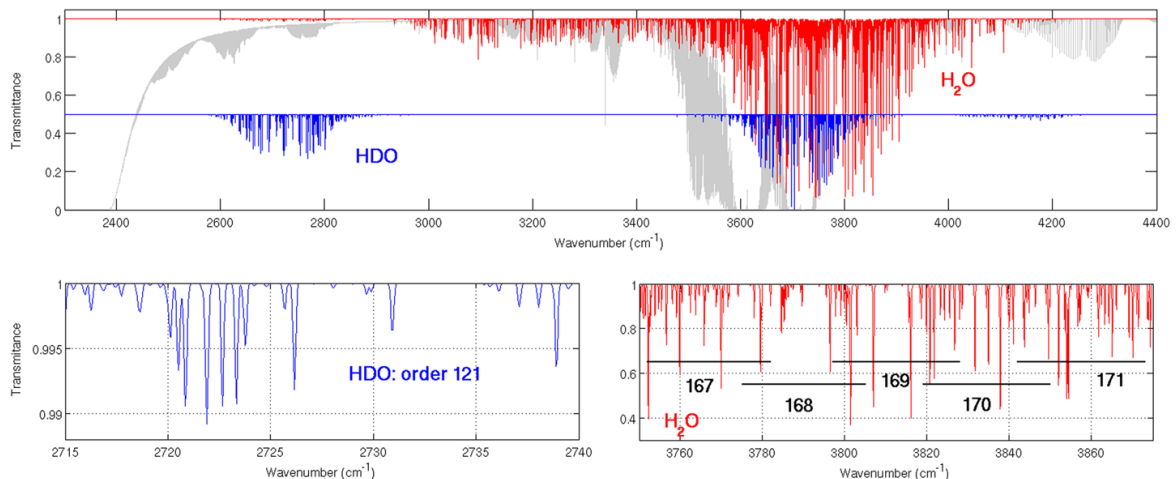 1
0.8
0.6
0.4
0.2
0
Transmittance
H2O
HDO
2400 2600 2800 3000 3200 3400 3600 3800 4000 4200 4400
Wavenumber (cm-1)
1
0.995
0.99
Transmittance
HDO: order 121
2715 2720 2725 2730 2735 2740
Wavenumber (cm-1)
1
0.8
0.6
0.4
Transmitance
167
168
169
170
171
H2O
3760 3780 3800 3820 3840 3860
Wavenumber (cm-1)